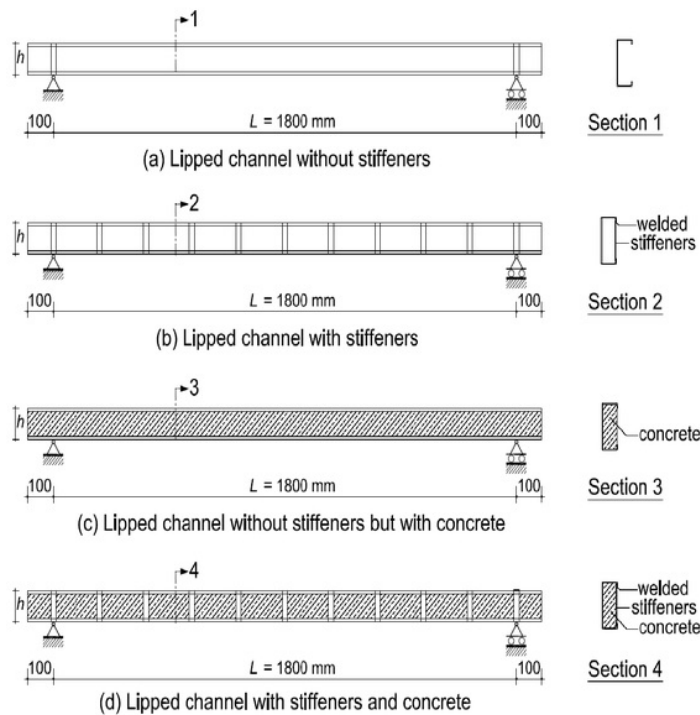 1
h
100
L = 1800 mm
100
Section 1
(a) Lipped channel without stiffeners
2
h
welded
stiffeners
100
L = 1800 mm
100
Section 2
(b) Lipped channel with stiffeners
3
h
concrete
100
L = 1800 mm
100
Section 3
(c) Lipped channel without stiffeners but with concrete
4
h
welded
stiffeners
concrete
100
L = 1800 mm
100
Section 4
(d) Lipped channel with stiffeners and concrete